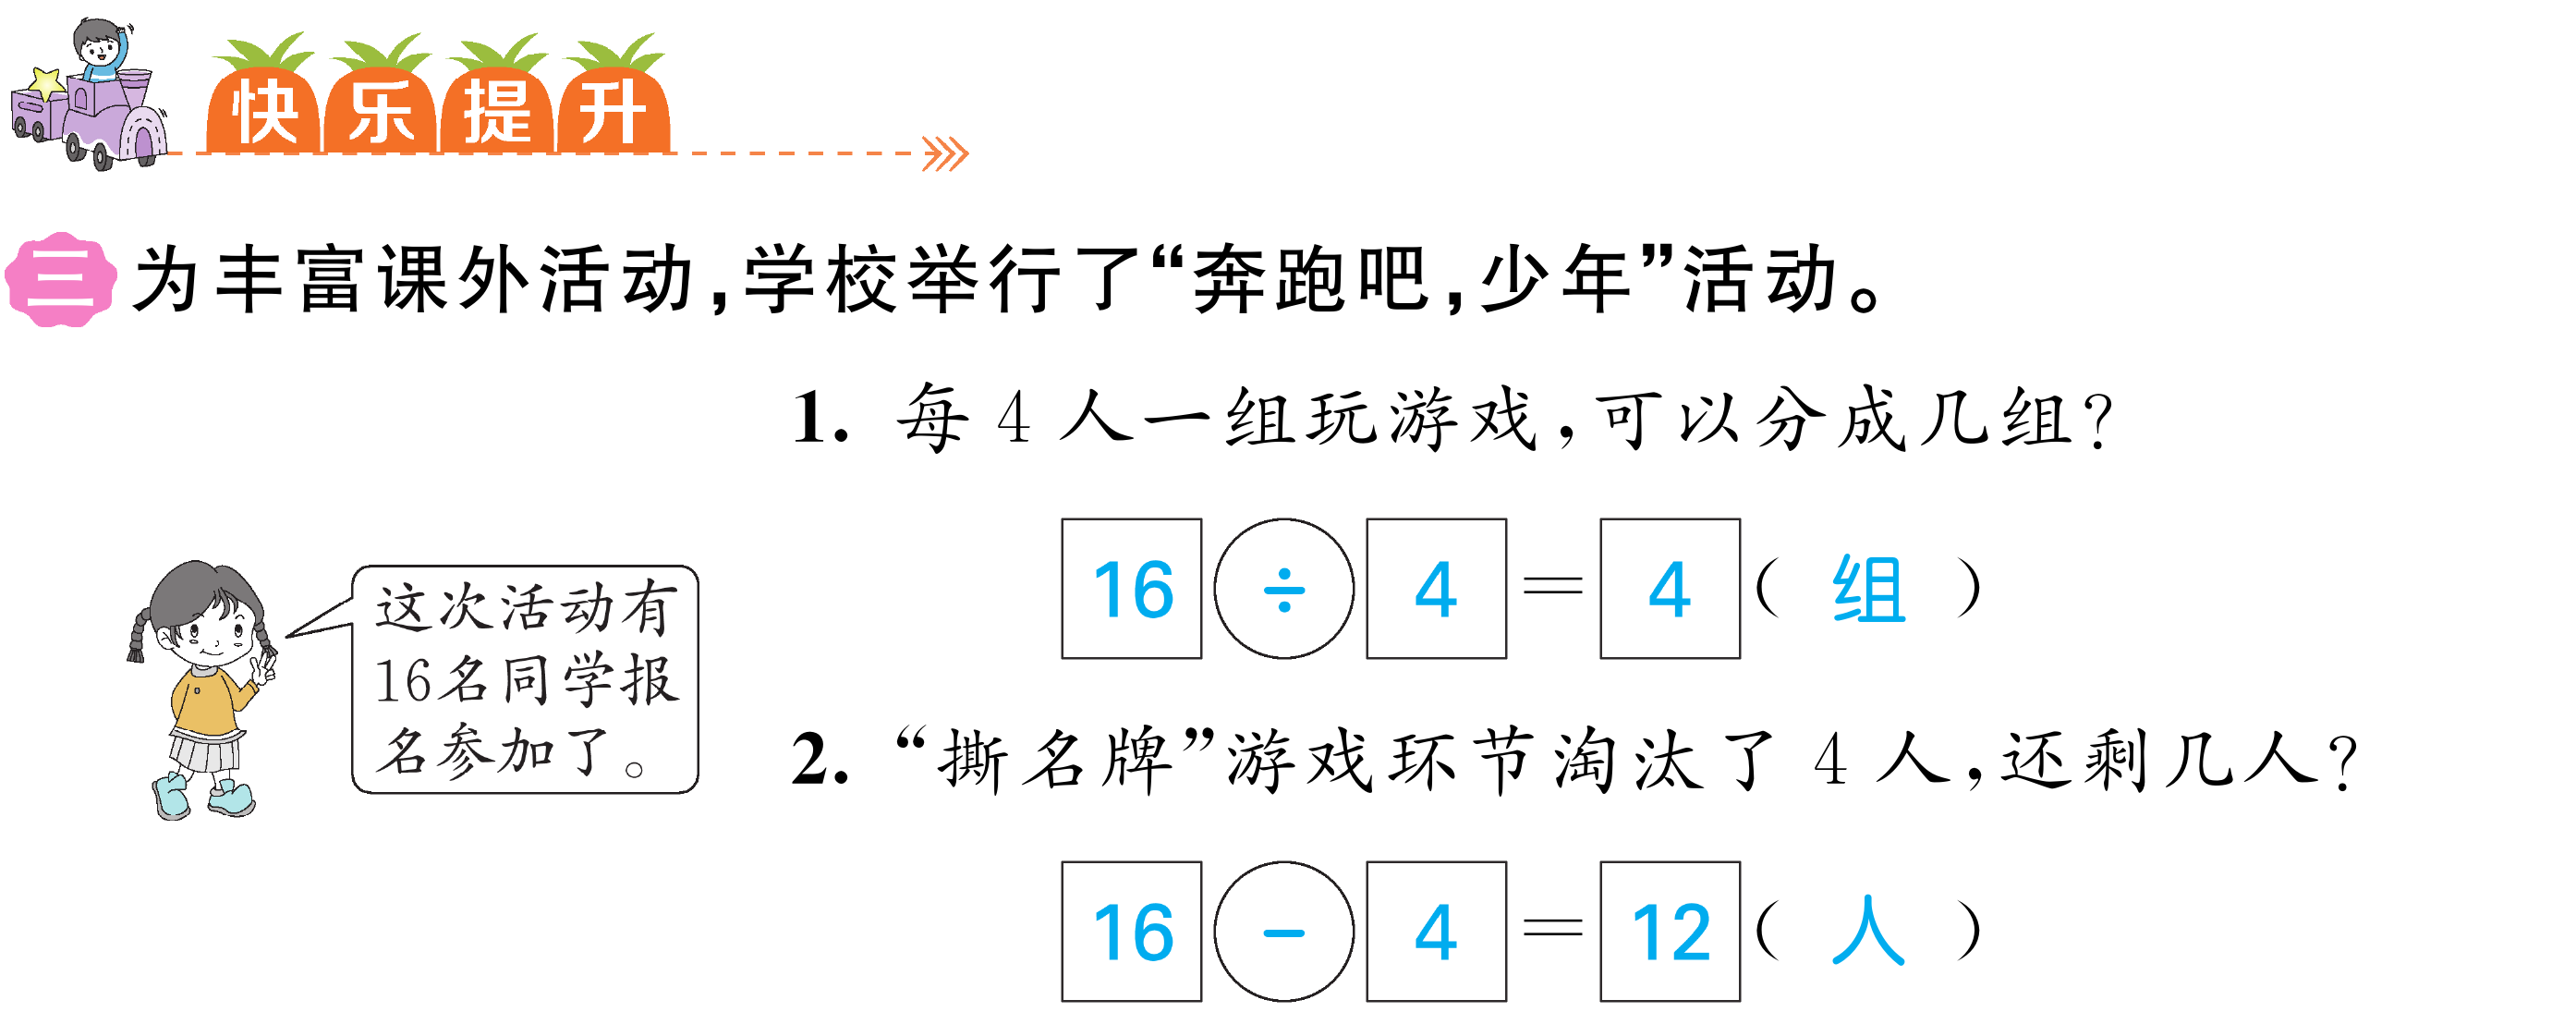 快乐提升
三 为丰富课外活动,学校举行了“奔跑吧,少年”活动。
这次活动有
16名同学报
名参加了。
1. 每 4 人一组玩游戏,可以分成几组?
16 ÷ 4 = 4 ( 组 )
2. “撕名牌”游戏环节淘汰了 4 人,还剩几人?
16 − 4 = 12 ( 人 )